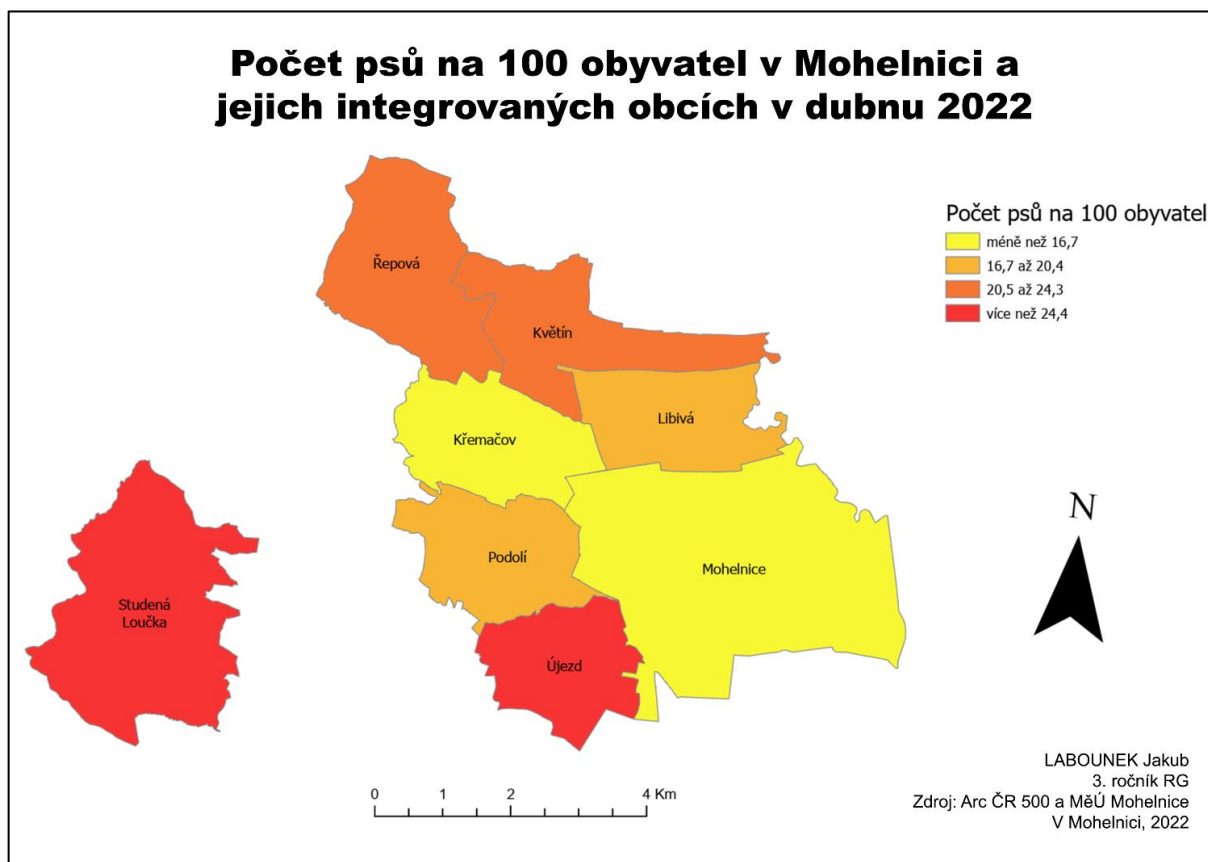 Počet psů na 100 obyvatel v Mohelnici a
jejich integrovaných obcích v dubnu 2022
Počet psů na 100 obyvatel
méně než 16,7
16,7 až 20,4
20,5 až 24,3
více než 24,4
Řepová
Květín
Libivá
Křemačov
Podolí
Mohelnice
Studená
Loučka
Újezd
N
0 1 2 4 Km
LABOUNEK Jakub
3. ročník RG
Zdroj: Arc ČR 500 a MěÚ Mohelnice
V Mohelnici, 2022